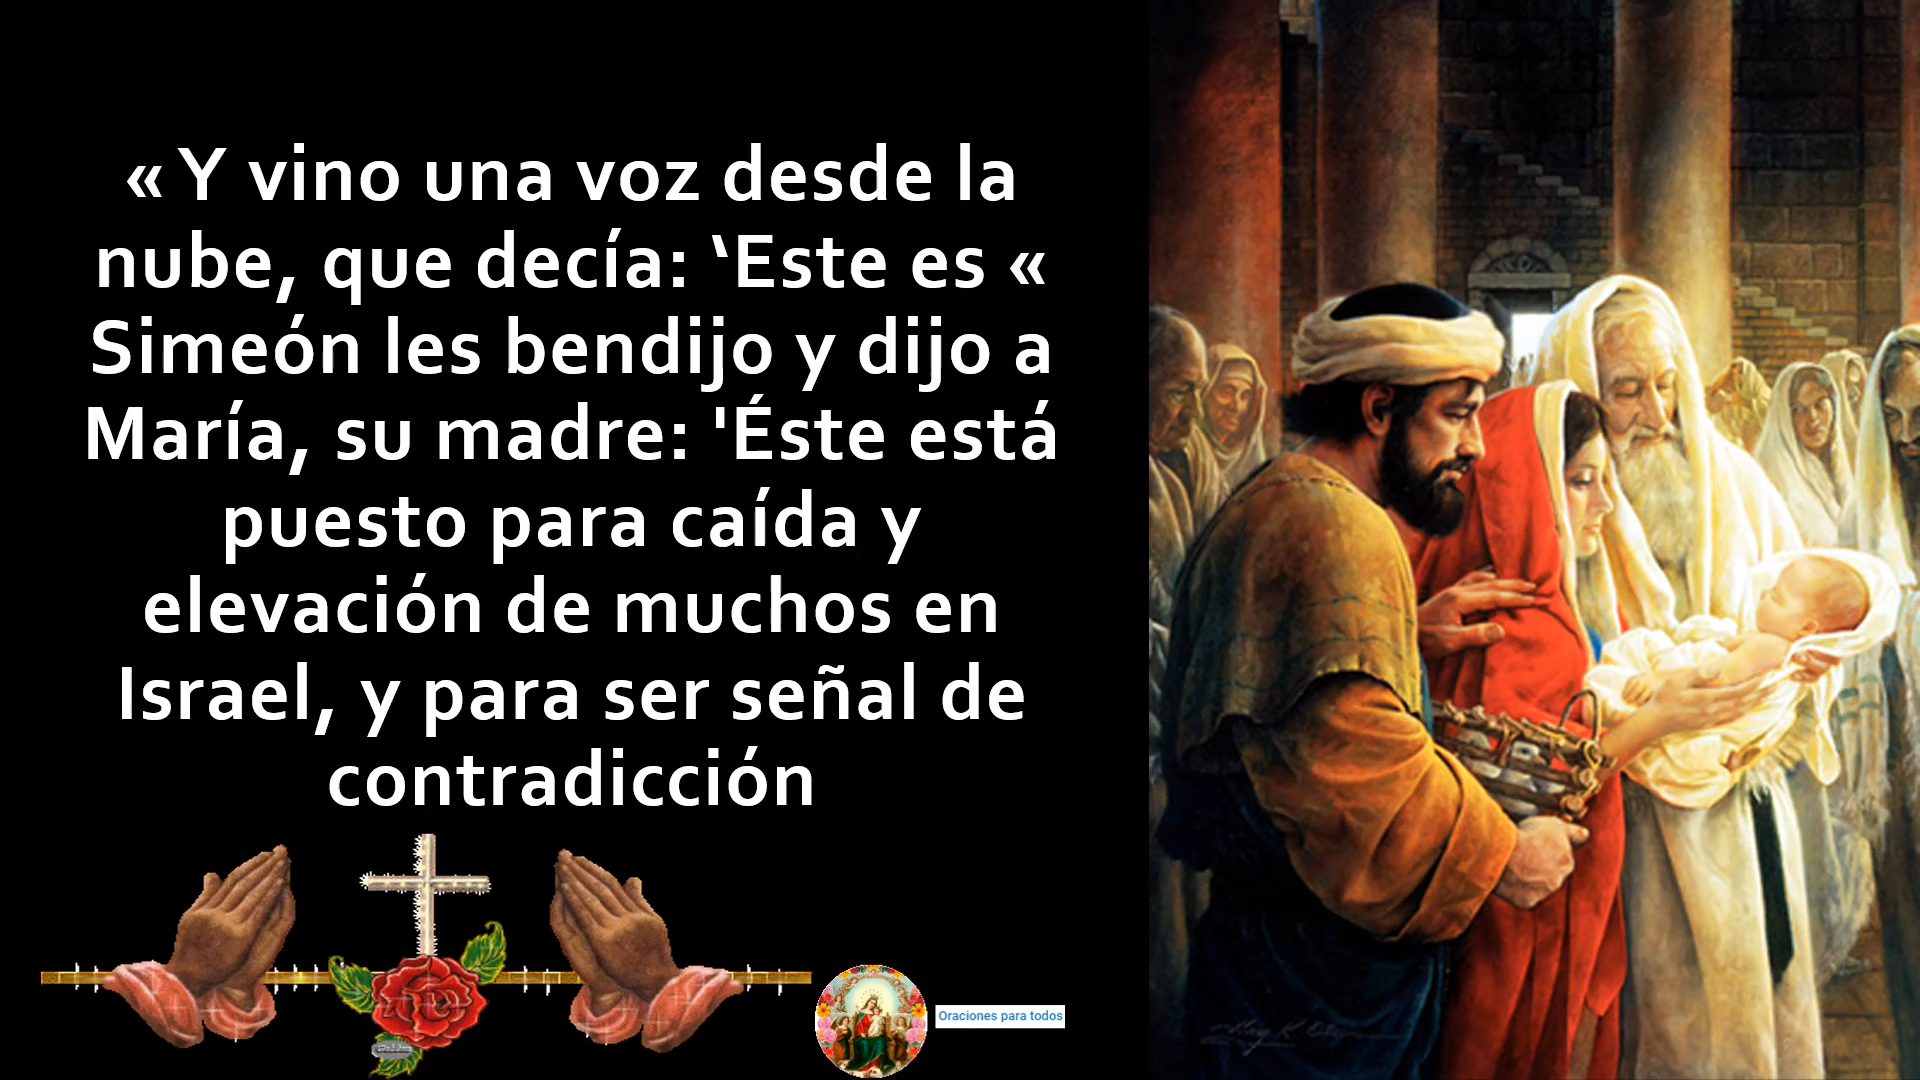 « Y vino una voz desde la
nube, que decía: ‘Este es «
Simeón les bendijo y dijo a
María, su madre: 'Éste está
puesto para caída y
elevación de muchos en
Israel, y para ser señal de
contradicción
Oraciones para todos